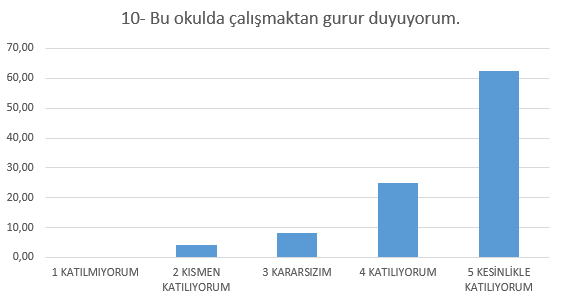 10- Bu okulda çalışmaktan gurur duyuyorum.
70,00
60,00
50,00
40,00
30,00
20,00
10,00
0,00
1 KATILMIYORUM
2 KISMEN
KATILIYORUM
3 KARARSIZIM
4 KATILIYORUM
5 KESİNLİKLE
KATILIYORUM